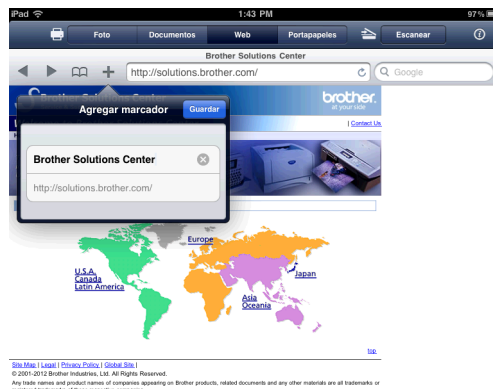 iPad 1:43 PM 97%
Foto Documentos Web Portapapeles Escanear
Brother Solutions Center
http://solutions.brother.com/ Google
Agregar marcador Guardar
brother
at your side
Contact Us
Brother Solutions Center
http://solutions.brother.com/
Europe
U.S.A.
Canada
Latin America
Japan
Asia
Oceania
top
Site Map | Legal | Privacy Policy | Global Site |
© 2001-2012 Brother Industries, Ltd. All Rights Reserved.
Any trade names and product names of companies appearing on Brother products, related documents and any other materials are all trademarks or